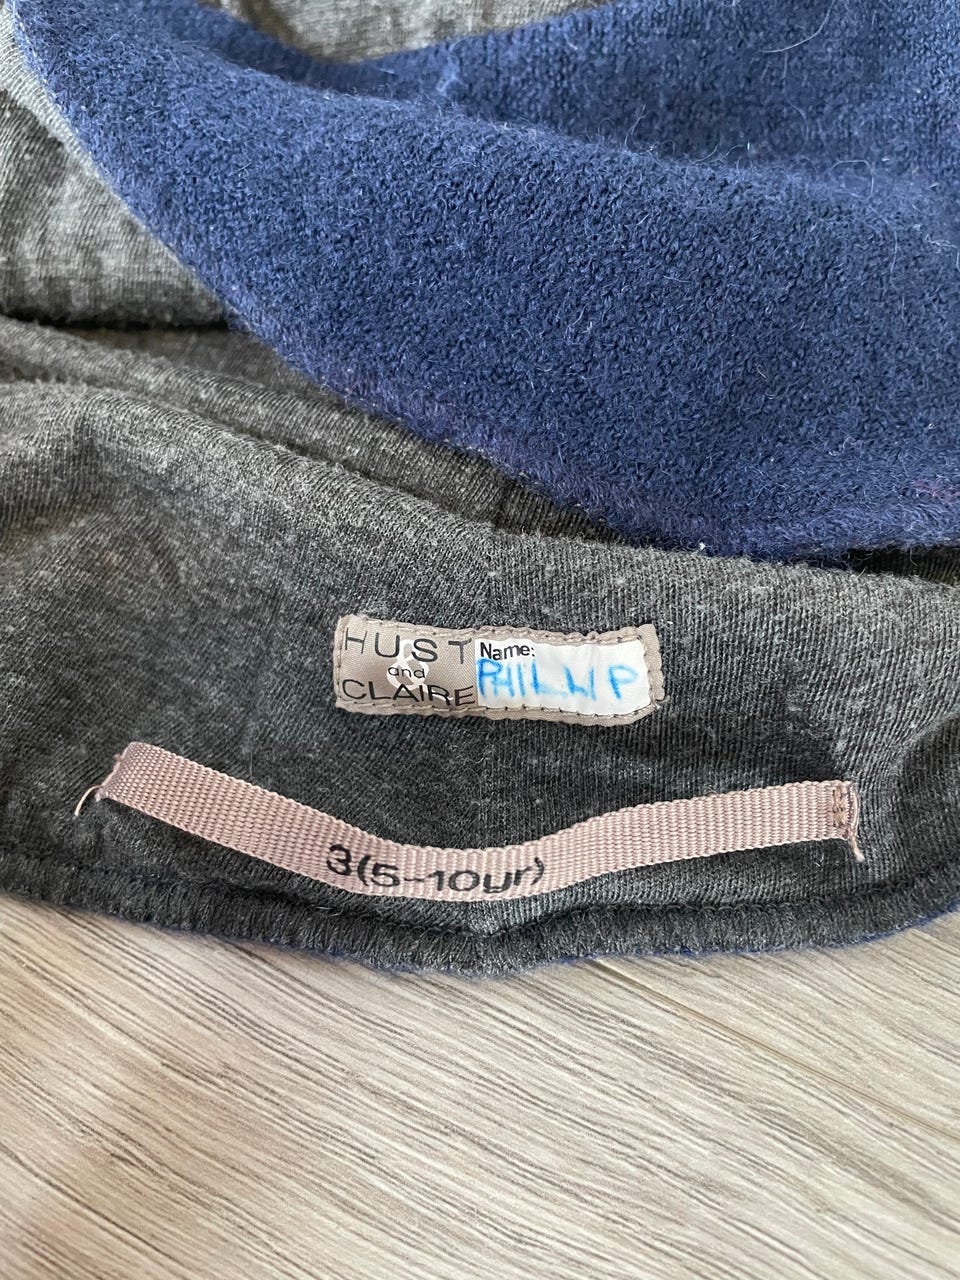 HUST
and
CLAIRE
Name:
PHILLIP
3(5-10yr)